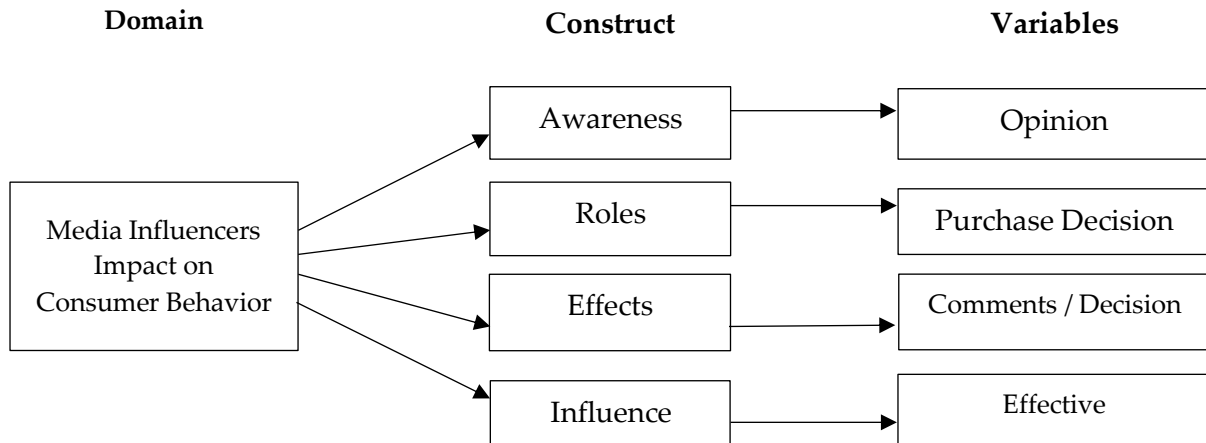 Domain
Construct
Variables
Awareness
Opinion
Media Influencers
Impact on
Consumer Behavior
Roles
Purchase Decision
Effects
Comments / Decision
Influence
Effective